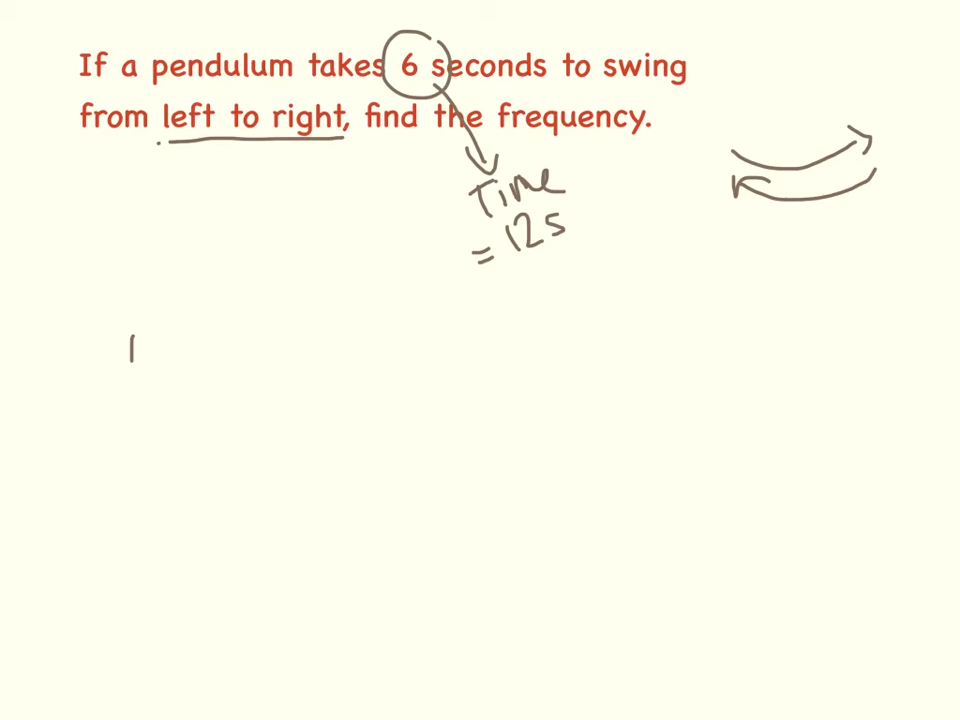 If a pendulum takes 6 seconds to swing
from left to right, find the frequency.
Time
= 12s